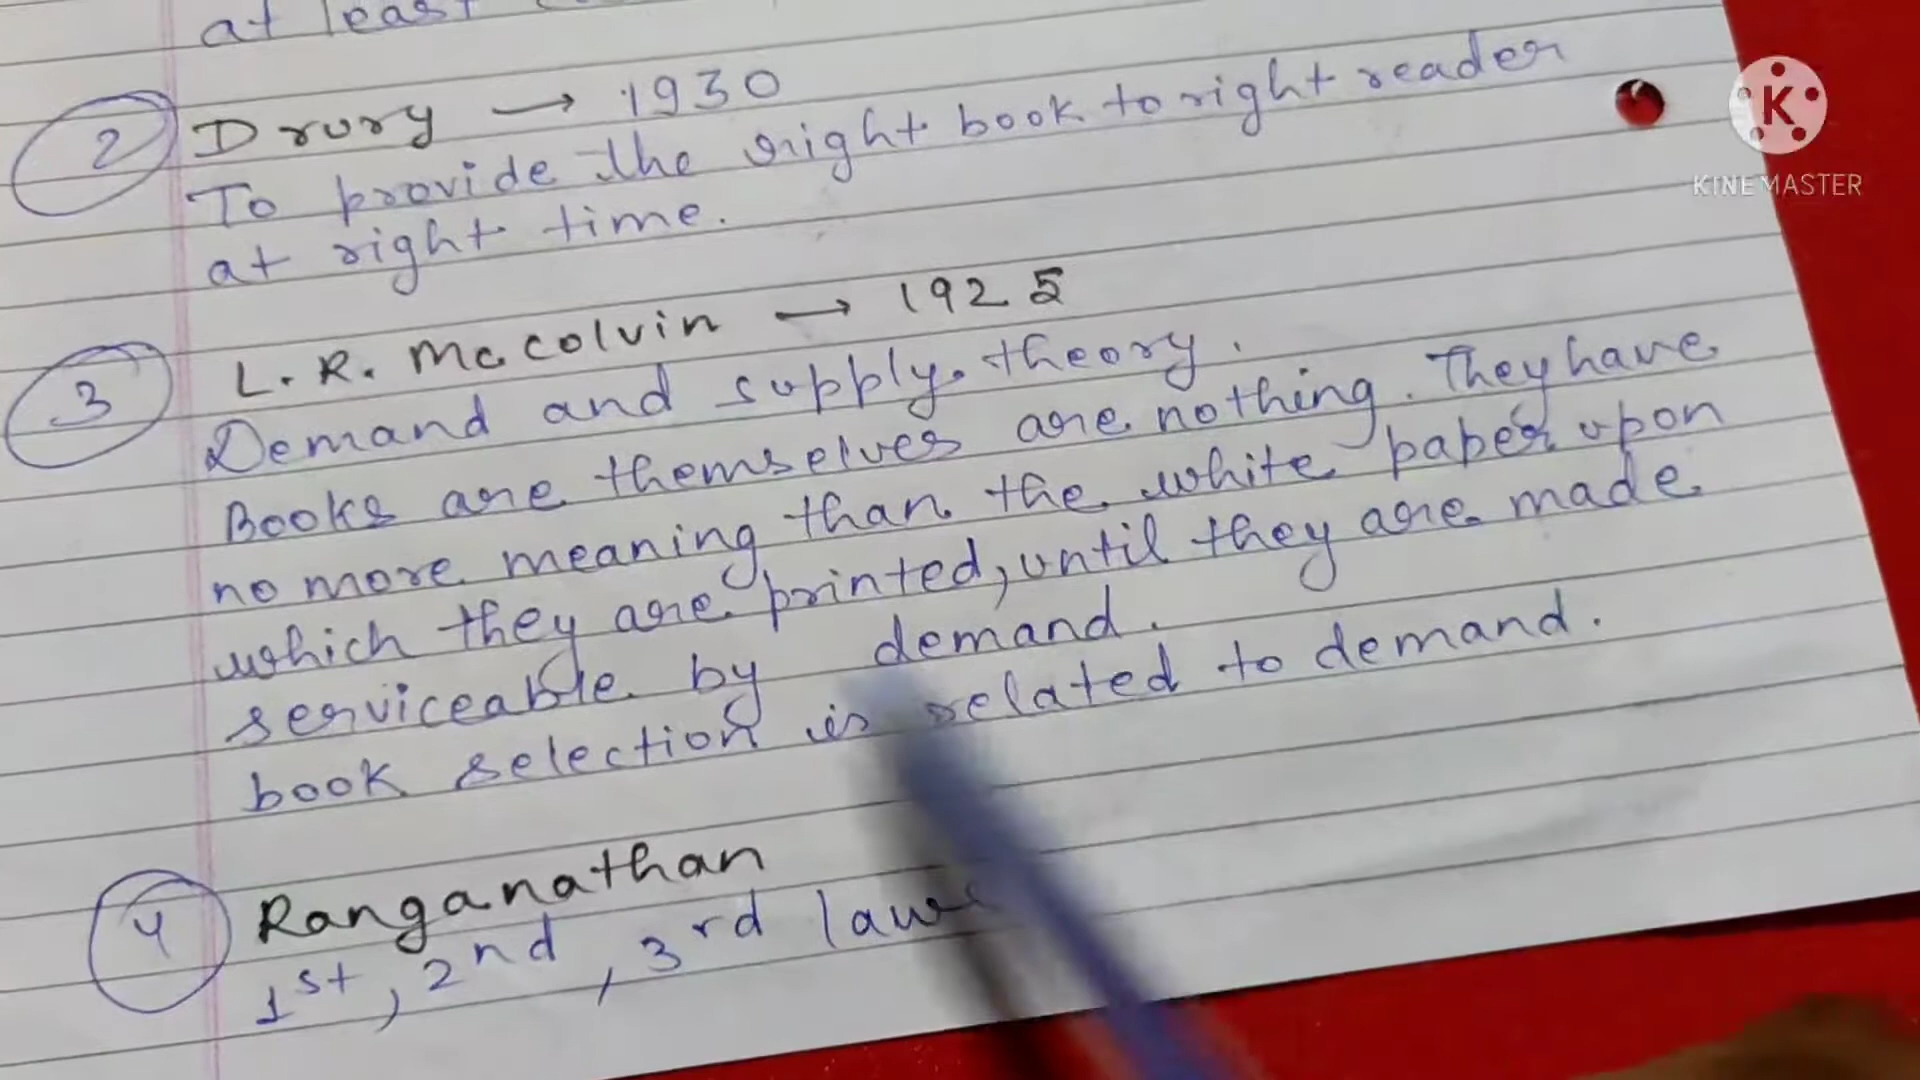 at least
2 Drury → 1930
To provide the right book to right reader
at right time.
3 L. R. Mc. colvin → 1925
Demand and supply theory.
Books are themselves are nothing. They have
no more meaning than the white paper upon
which they are printed, until they are made
serviceable by demand.
book selection is related to demand.
4 Ranganathan
1st, 2nd, 3rd laws
K
KINEMASTER